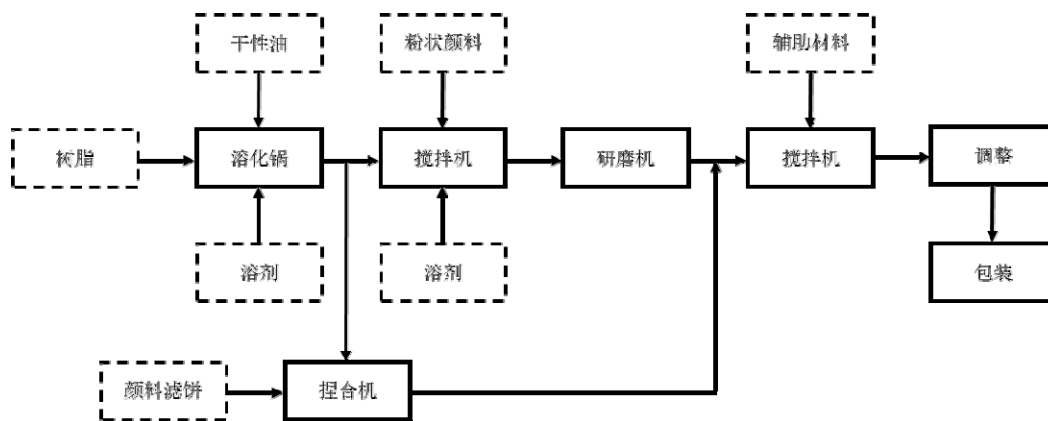 干性油
粉状颜料
辅助材料
树脂
溶化锅
搅拌机
研磨机
搅拌机
调整
溶剂
溶剂
包装
颜料滤饼
捏合机